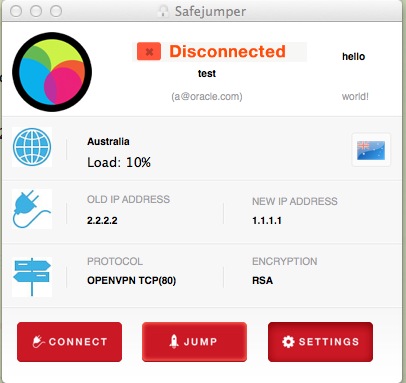 Safejumper
Disconnected
hello
test
(a@oracle.com)
world!
Australia
Load: 10%
OLD IP ADDRESS
NEW IP ADDRESS
2.2.2.2
1.1.1.1
PROTOCOL
ENCRYPTION
OPENVPN TCP(80)
RSA
CONNECT
JUMP
SETTINGS